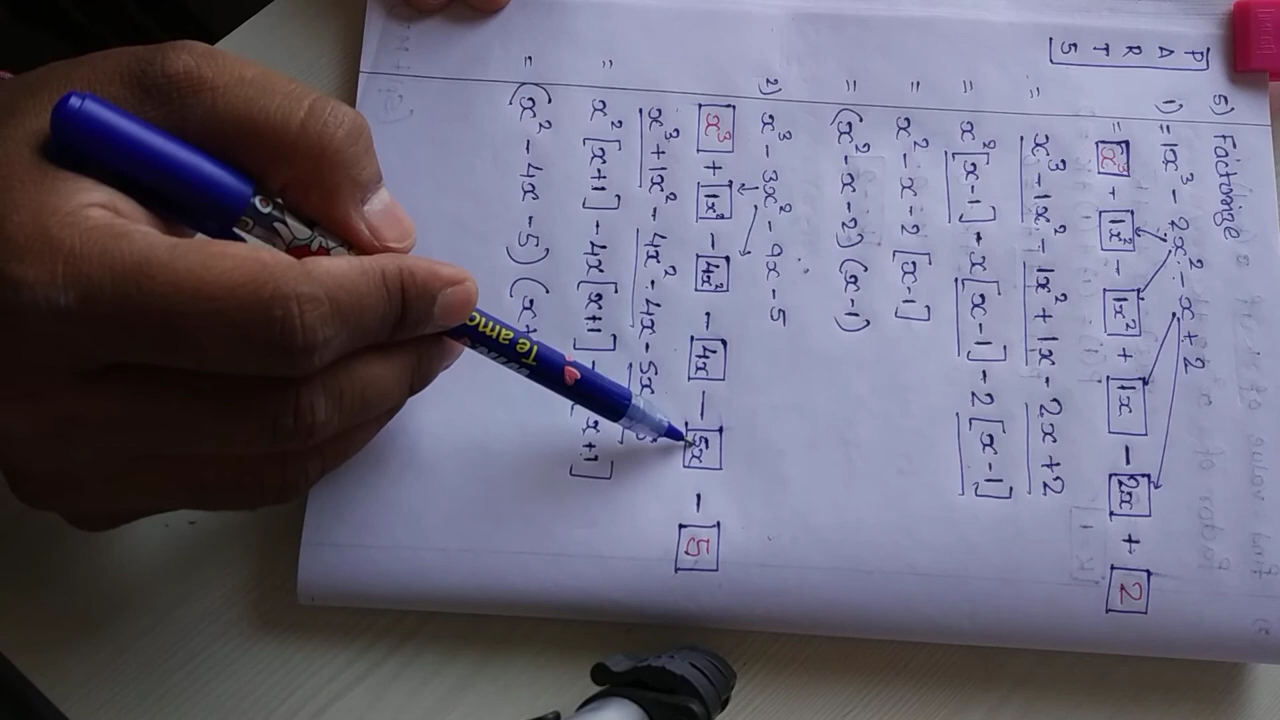 PART 5
5) Factorize
1) = 1x³ - 2x² - x + 2
= x³ + 1x² - 1x² + 1x - 2x + 2
= x³ - 1x² - 1x² + 1x - 2x + 2
= x²[x-1] - x[x-1] - 2[x-1]
= x² - x - 2 [x-1]
= (x² - x - 2) (x-1)
2) x³ - 3x² - 9x - 5
x³ + 1x² - 4x² - 4x - 5x - 5
x³ + 1x² - 4x² - 4x - 5x
= x²[x+1] - 4x[x+1] - x+1]
= (x² - 4x - 5) (x+
Te amo